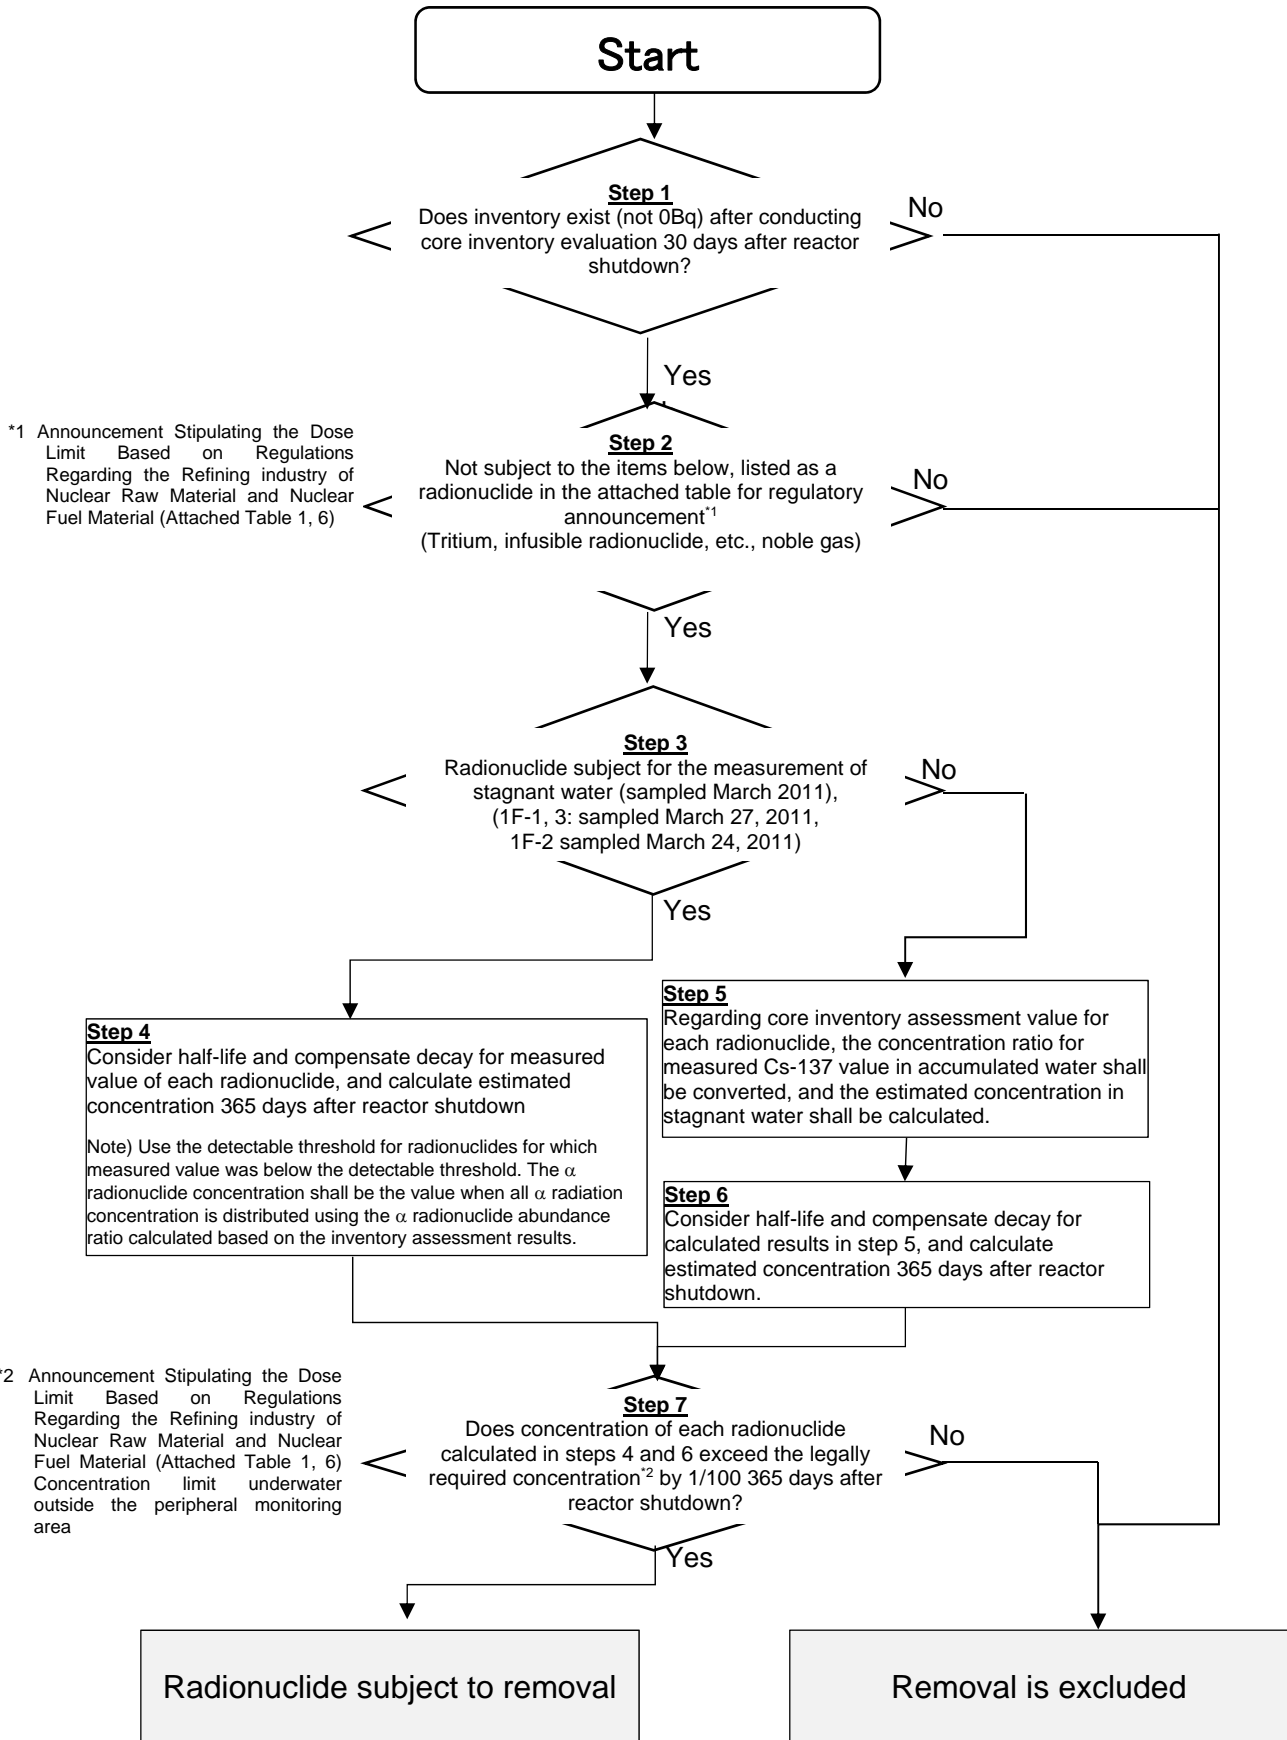 Start
Step 1
Does inventory exist (not 0Bq) after conducting
core inventory evaluation 30 days after reactor
shutdown?
No
Yes
*1 Announcement Stipulating the Dose
Limit Based on Regulations
Regarding the Refining industry of
Nuclear Raw Material and Nuclear
Fuel Material (Attached Table 1, 6)
Step 2
Not subject to the items below, listed as a
radionuclide in the attached table for regulatory
announcement*1
(Tritium, infusible radionuclide, etc., noble gas)
No
Yes
Step 3
Radionuclide subject for the measurement of
stagnant water (sampled March 2011),
(1F-1, 3: sampled March 27, 2011,
1F-2 sampled March 24, 2011)
No
Yes
Step 4
Consider half-life and compensate decay for measured
value of each radionuclide, and calculate estimated
concentration 365 days after reactor shutdown
Note) Use the detectable threshold for radionuclides for which
measured value was below the detectable threshold. The α
radionuclide concentration shall be the value when all α radiation
concentration is distributed using the α radionuclide abundance
ratio calculated based on the inventory assessment results.
Step 5
Regarding core inventory assessment value for
each radionuclide, the concentration ratio for
measured Cs-137 value in accumulated water shall
be converted, and the estimated concentration in
stagnant water shall be calculated.
Step 6
Consider half-life and compensate decay for
calculated results in step 5, and calculate
estimated concentration 365 days after reactor
shutdown.
*2 Announcement Stipulating the Dose
Limit Based on Regulations
Regarding the Refining industry of
Nuclear Raw Material and Nuclear
Fuel Material (Attached Table 1, 6)
Concentration limit underwater
outside the peripheral monitoring
area
Step 7
Does concentration of each radionuclide
calculated in steps 4 and 6 exceed the legally
required concentration*2 by 1/100 365 days after
reactor shutdown?
No
Yes
Radionuclide subject to removal
Removal is excluded